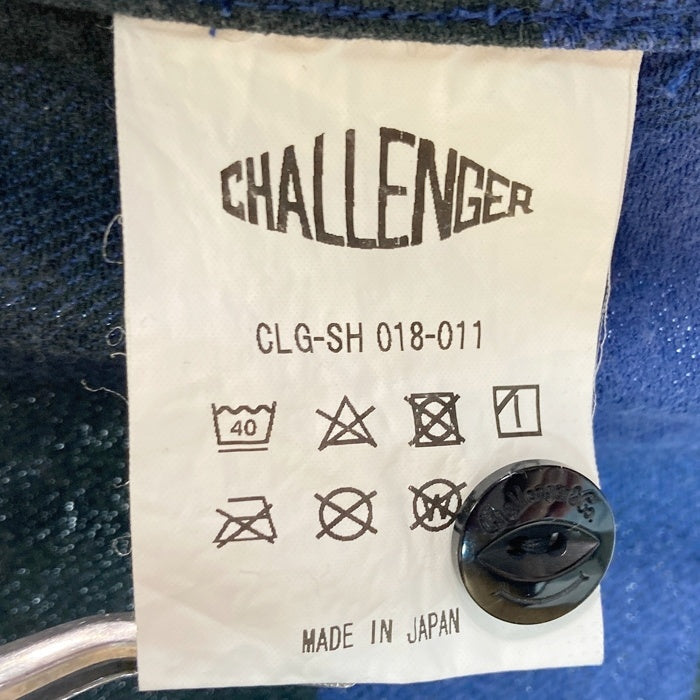 CHALLENGER
CLG-SH 018-011
40
W
MADE IN JAPAN